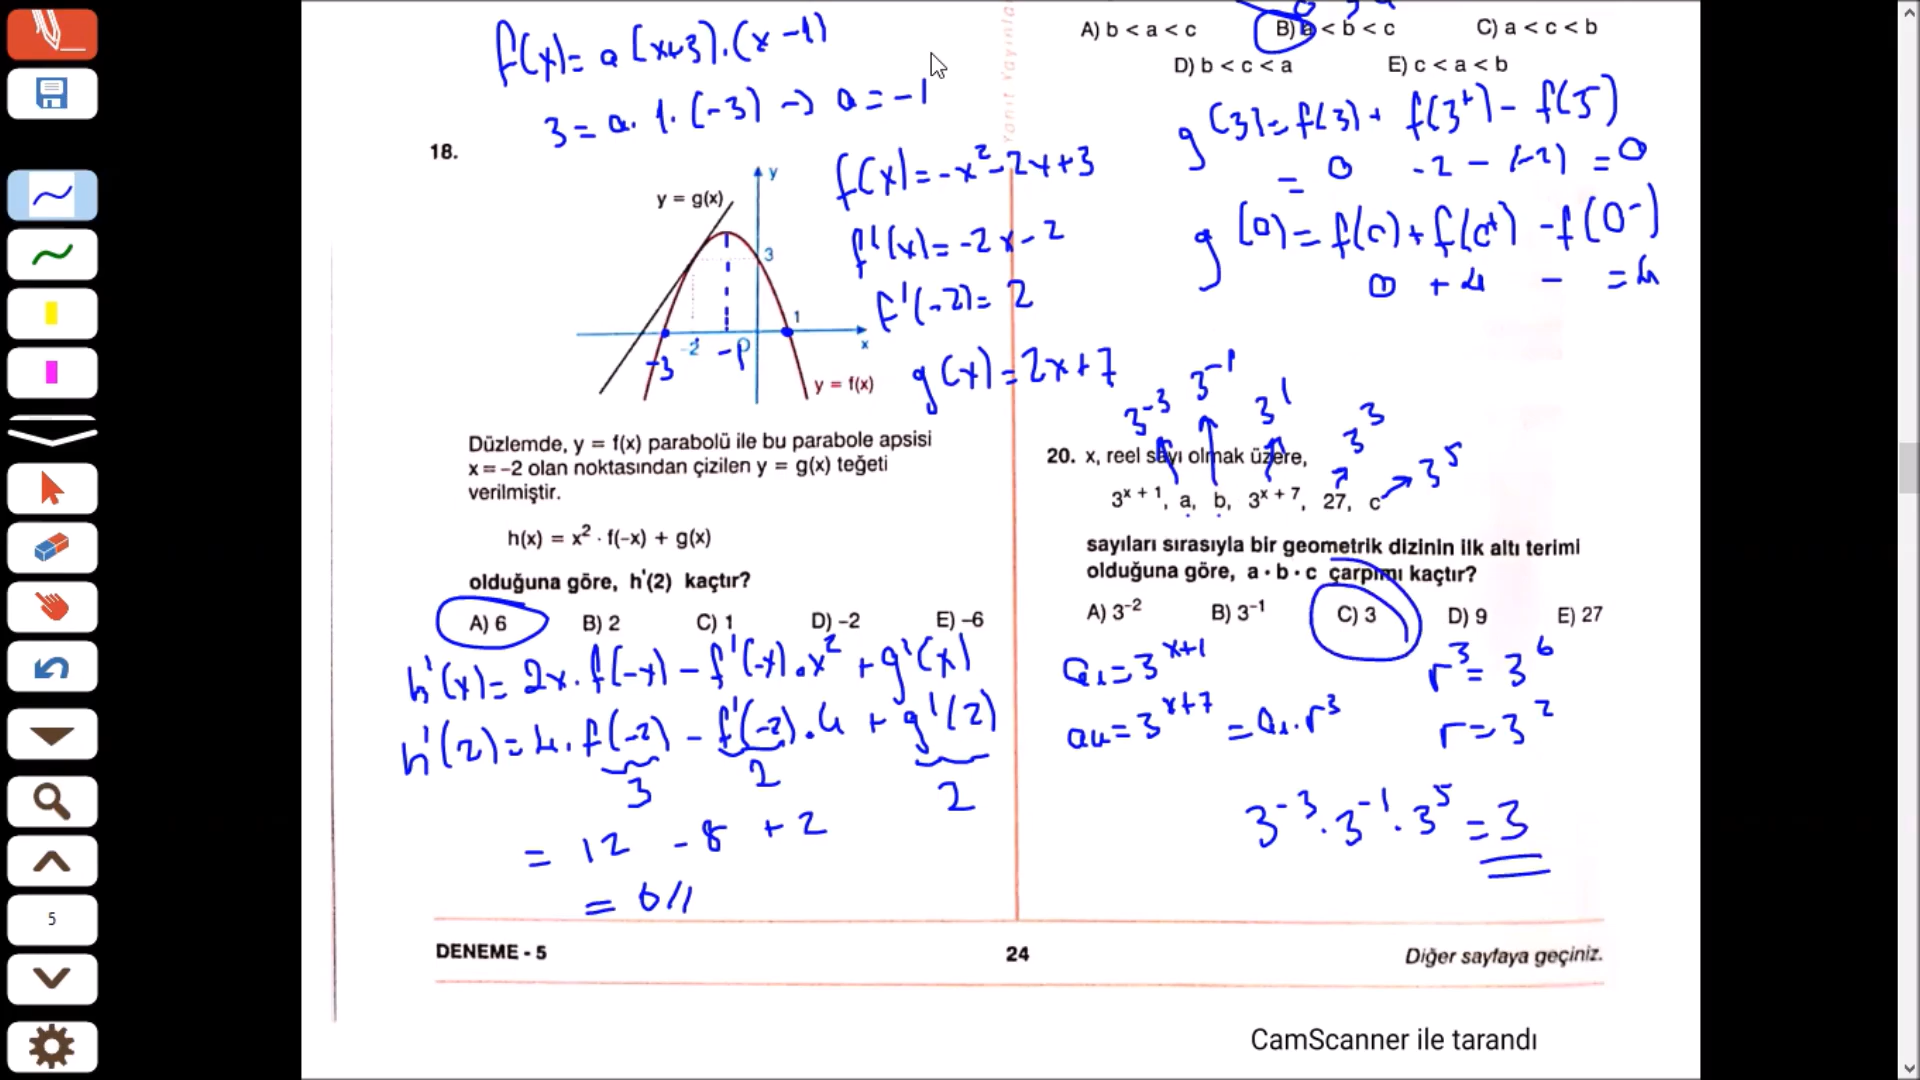 f(x) = a (x+3).(x-1)
3 = a. 1. (-3) → a = -1
18.
y
y = g(x)
3
1
-2
-3
x
y = f(x)
f(x) = -x² - 2x + 3
f'(x) = -2x - 2
f'(-2) = 2
g(x) = 2x + 7
Düzlemde, y = f(x) parabolü ile bu parabole apsisi
x = -2 olan noktasından çizilen y = g(x) teğeti
verilmiştir.
h(x) = x² · f(-x) + g(x)
olduğuna göre, h'(2) kaçtır?
A) 6 B) 2 C) 1 D) -2 E) -6
h'(x) = 2x. f(-x) - f'(-x).x² + g'(x)
h'(2) = 4. f(-2) - f'(-2).4 + g'(2)
3 2 2
= 12 - 8 + 2
= 6//
A) b < a < c B) a < b < c C) a < c < b
D) b < c < a E) c < a < b
g(3) = f(3) + f(3⁺) - f(5)
= 0 -2 - (-2) = 0
g(0) = f(0) + f(0⁺) - f(0⁻)
0 + 4 - = 4
3⁻³ 3⁻¹ 3¹ 3³ 3⁵
20. x, reel sayı olmak üzere,
3ˣ⁺¹, a, b, 3ˣ⁺⁷, 27, c
sayıları sırasıyla bir geometrik dizinin ilk altı terimi
olduğuna göre, a · b · c çarpımı kaçtır?
A) 3⁻² B) 3⁻¹ C) 3 D) 9 E) 27
a₁ = 3ˣ⁺¹ r³ = 3⁶
a₄ = 3ˣ⁺⁷ = a₁. r³ r = 3²
3⁻³. 3⁻¹. 3⁵ = 3
DENEME - 5 24 Diğer sayfaya geçiniz.
CamScanner ile tarandı
5